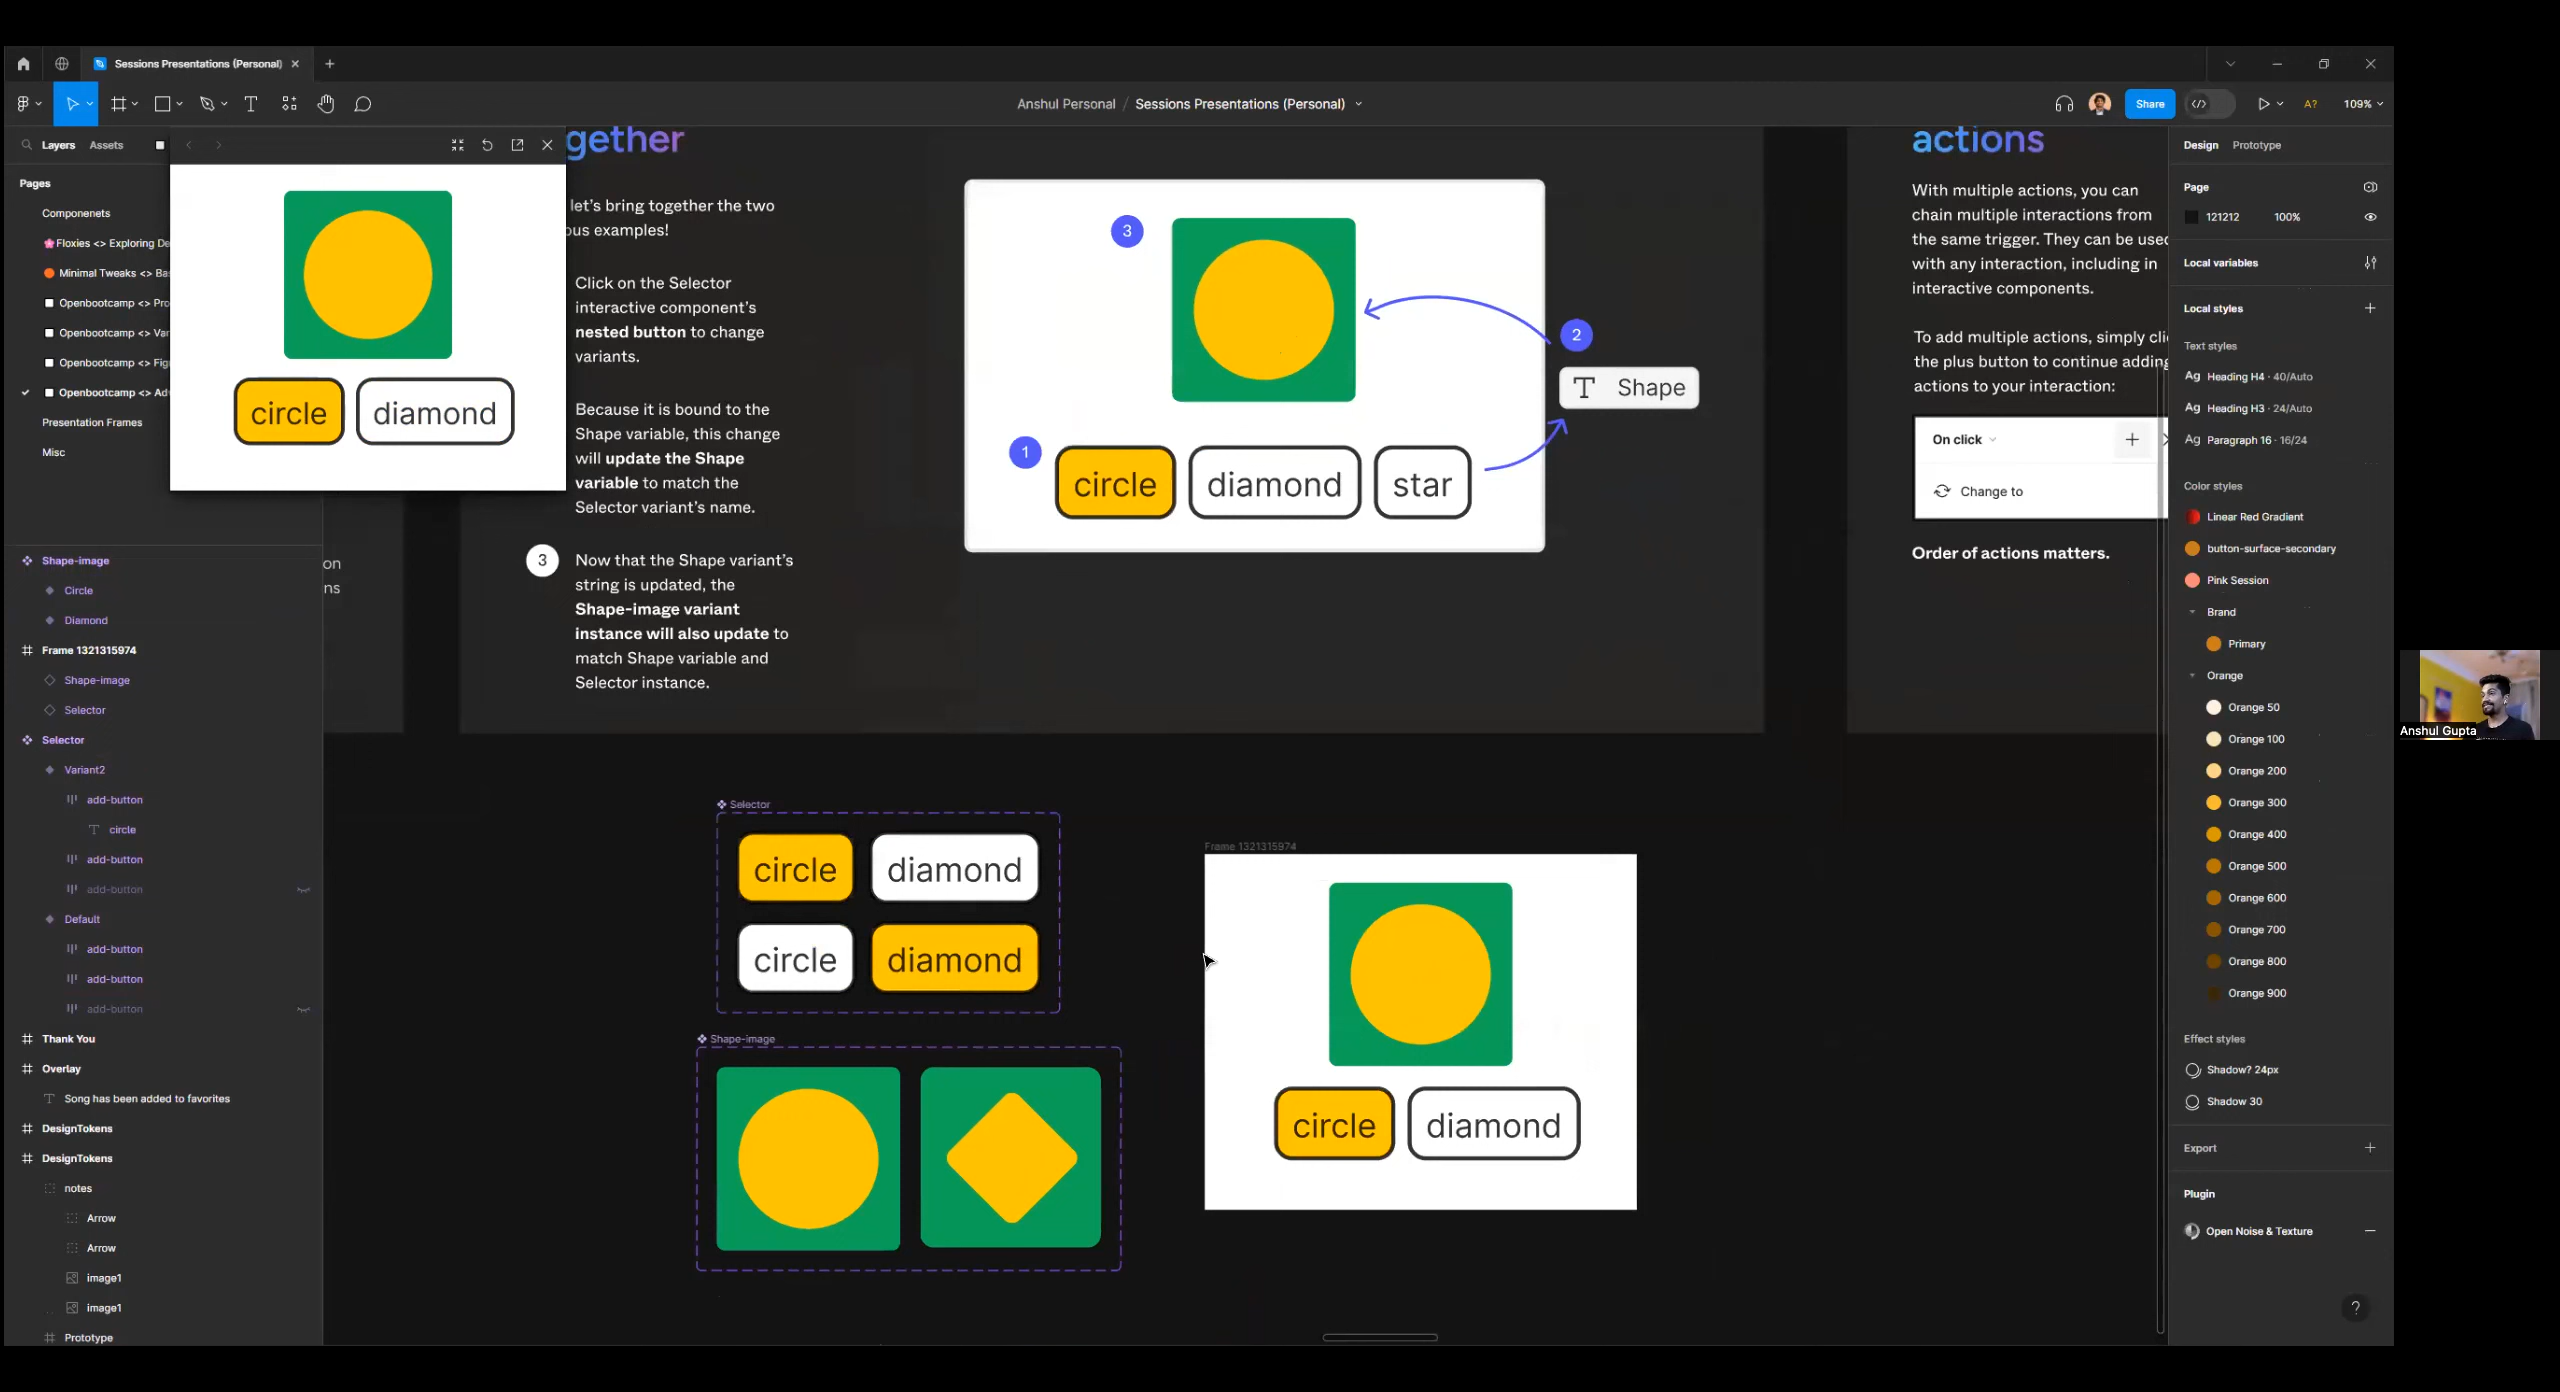 Sessions Presentations (Personal)
Anshul Personal / Sessions Presentations (Personal)
Share
A?
109%
Layers
Assets
Pages
Componenets
Floxies <> Exploring De
Minimal Tweaks <> Ba
Openbootcamp <> Pro
Openbootcamp <> Var
Openbootcamp <> Fig
Openbootcamp <> Ad
Presentation Frames
Misc
circle
diamond
Shape-image
Circle
Diamond
Frame 1321315974
Shape-image
Selector
Selector
Variant2
add-button
circle
add-button
add-button
Default
add-button
add-button
add-button
Thank You
Overlay
Song has been added to favorites
DesignTokens
DesignTokens
notes
Arrow
Arrow
image1
image1
Prototype
on
ns
gether
let's bring together the two
ous examples!
Click on the Selector
interactive component's
nested button to change
variants.
Because it is bound to the
Shape variable, this change
will update the Shape
variable to match the
Selector variant's name.
3
Now that the Shape variant's
string is updated, the
Shape-image variant
instance will also update to
match Shape variable and
Selector instance.
3
2
Shape
1
circle
diamond
star
actions
With multiple actions, you can
chain multiple interactions from
the same trigger. They can be used
with any interaction, including in
interactive components.
To add multiple actions, simply cli
the plus button to continue adding
actions to your interaction:
On click
Change to
Order of actions matters.
Selector
circle
diamond
circle
diamond
Shape-image
Frame 1321315974
circle
diamond
Design
Prototype
Page
121212
100%
Local variables
Local styles
Text styles
Ag Heading H4 · 40/Auto
Ag Heading H3 · 24/Auto
Ag Paragraph 16 · 16/24
Color styles
Linear Red Gradient
button-surface-secondary
Pink Session
Brand
Primary
Orange
Orange 50
Orange 100
Orange 200
Orange 300
Orange 400
Orange 500
Orange 600
Orange 700
Orange 800
Orange 900
Effect styles
Shadow? 24px
Shadow 30
Export
Plugin
Open Noise & Texture
?
Anshul Gupta